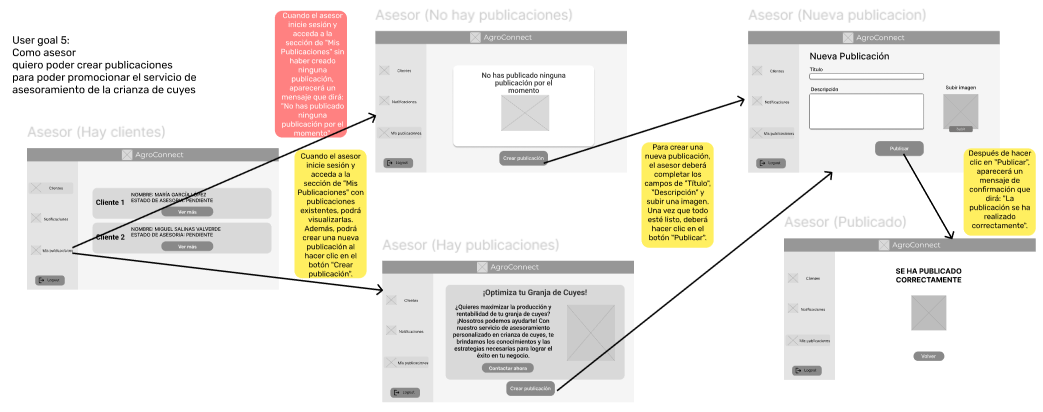 User goal 5:
Como asesor
quiero poder crear publicaciones
para poder promocionar el servicio de
asesoramiento de la crianza de cuyes
Asesor (Hay clientes)
AgroConnect
Clientes
Notificaciones
Mis publicaciones
Logout
Cliente 1
NOMBRE: MARÍA GARCÍA LÓPEZ
ESTADO DE ASESORIA: PENDIENTE
Ver más
Cliente 2
NOMBRE: MIGUEL SALINAS VALVERDE
ESTADO DE ASESORIA: PENDIENTE
Ver más
Cuando el asesor
inicie sesión y
acceda a la
sección de "Mis
Publicaciones" sin
haber creado
ninguna
publicación,
aparecerá un
mensaje que dirá:
"No has publicado
ninguna
publicación por el
momento"
Cuando el asesor
inicie sesión y
acceda a la
sección de "Mis
Publicaciones" con
publicaciones
existentes, podrá
visualizarlas.
Además, podrá
crear una nueva
publicación al
hacer clic en el
botón "Crear
publicación".
Asesor (No hay publicaciones)
AgroConnect
Clientes
Notificaciones
Mis publicaciones
Logout
No has publicado ninguna
publicación por el
momento
Crear publicación
Asesor (Hay publicaciones)
AgroConnect
Clientes
Notificaciones
Mis publicaciones
Logout
¡Optimiza tu Granja de Cuyes!
¿Quieres maximizar la producción y
rentabilidad de tu granja de cuyes?
¡Nosotros podemos ayudarte! Con
nuestro servicio de asesoramiento
personalizado en crianza de cuyes, te
brindamos los conocimientos y las
estrategias necesarias para lograr el
éxito en tu negocio.
Contactar ahora
Crear publicación
Para crear una
nueva publicación,
el asesor deberá
completar los
campos de "Título",
"Descripción" y
subir una imagen.
Una vez que todo
esté listo, deberá
hacer clic en el
botón "Publicar".
Asesor (Nueva publicacion)
AgroConnect
Clientes
Notificaciones
Mis publicaciones
Logout
Nueva Publicación
Título
Descripción
Subir imagen
Publicar
Después de hacer
clic en "Publicar",
aparecerá un
mensaje de
confirmación que
dirá: "La
publicación se ha
realizado
correctamente".
Asesor (Publicado)
AgroConnect
Clientes
Notificaciones
Mis publicaciones
Logout
SE HA PUBLICADO
CORRECTAMENTE
Volver